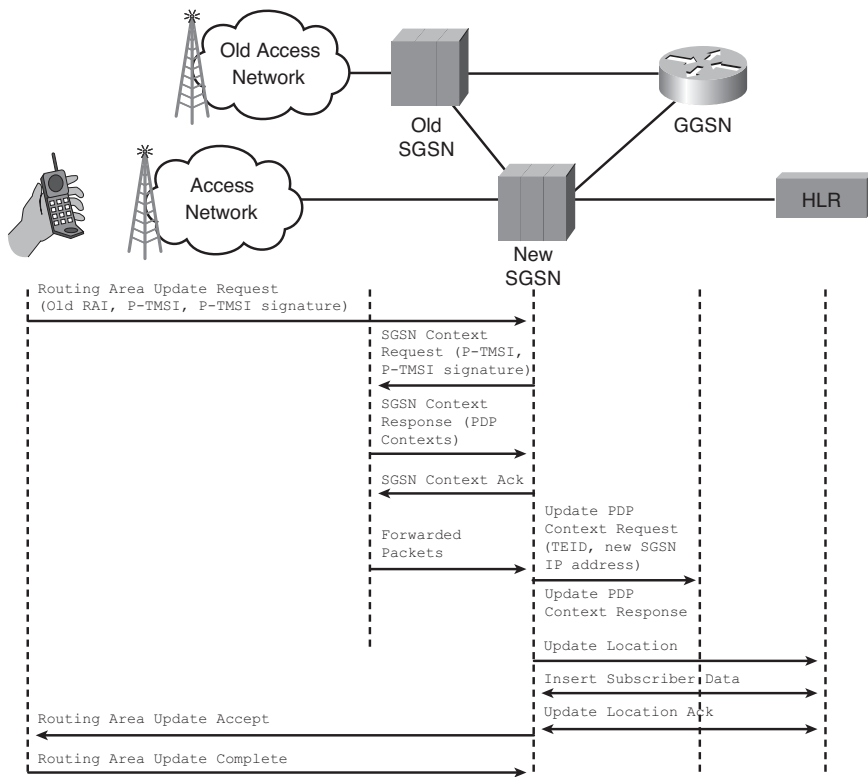 Old Access
Network
Old
SGSN
GGSN
Access
Network
New
SGSN
HLR
Routing Area Update Request
(Old RAI, P-TMSI, P-TMSI signature)
SGSN Context
Request (P-TMSI,
P-TMSI signature)
SGSN Context
Response (PDP
Contexts)
SGSN Context Ack
Forwarded
Packets
Update PDP
Context Request
(TEID, new SGSN
IP address)
Update PDP
Context Response
Update Location
Insert Subscriber Data
Update Location Ack
Routing Area Update Accept
Routing Area Update Complete